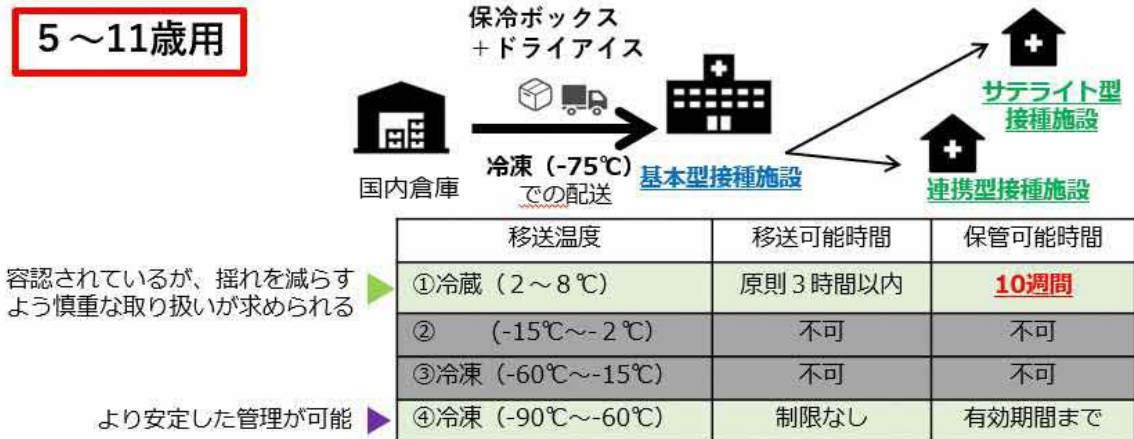 5～11歳用
保冷ボックス
＋ドライアイス
国内倉庫
冷凍（-75℃）
での配送
基本型接種施設
サテライト型
接種施設
連携型接種施設
移送温度 移送可能時間 保管可能時間
容認されているが、揺れを減らす
よう慎重な取り扱いが求められる
①冷蔵（2～8℃） 原則3時間以内 10週間
② (-15℃～-2℃) 不可 不可
③冷凍（-60℃～-15℃） 不可 不可
より安定した管理が可能
④冷凍（-90℃～-60℃） 制限なし 有効期間まで